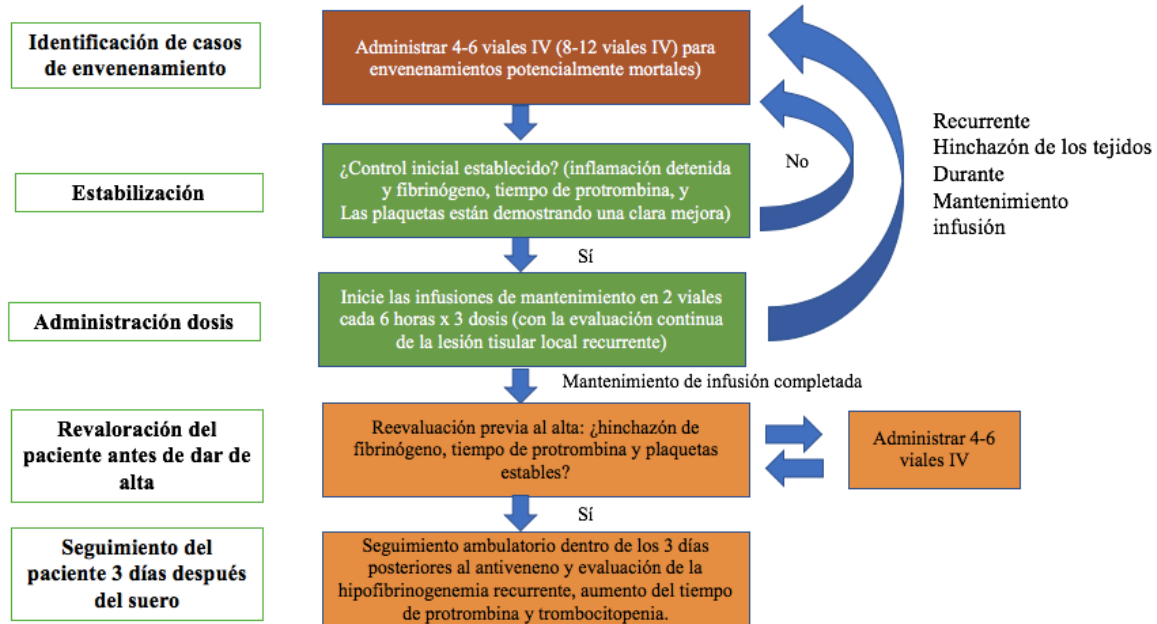 Identificación de casos
de envenenamiento
Administrar 4-6 viales IV (8-12 viales IV) para
envenenamientos potencialmente mortales)
Estabilización
¿Control inicial establecido? (inflamación detenida
y fibrinógeno, tiempo de protrombina, y
Las plaquetas están demostrando una clara mejora)
No
Recurrente
Hinchazón de los tejidos
Durante
Mantenimiento
infusión
Sí
Administración dosis
Inicie las infusiones de mantenimiento en 2 viales
cada 6 horas x 3 dosis (con la evaluación continua
de la lesión tisular local recurrente)
Mantenimiento de infusión completada
Revaloración del
paciente antes de dar de
alta
Reevaluación previa al alta: ¿hinchazón de
fibrinógeno, tiempo de protrombina y plaquetas
estables?
Administrar 4-6
viales IV
Sí
Seguimiento del
paciente 3 días después
del suero
Seguimiento ambulatorio dentro de los 3 días
posteriores al antiveneno y evaluación de la
hipofibrinogenemia recurrente, aumento del tiempo
de protrombina y trombocitopenia.